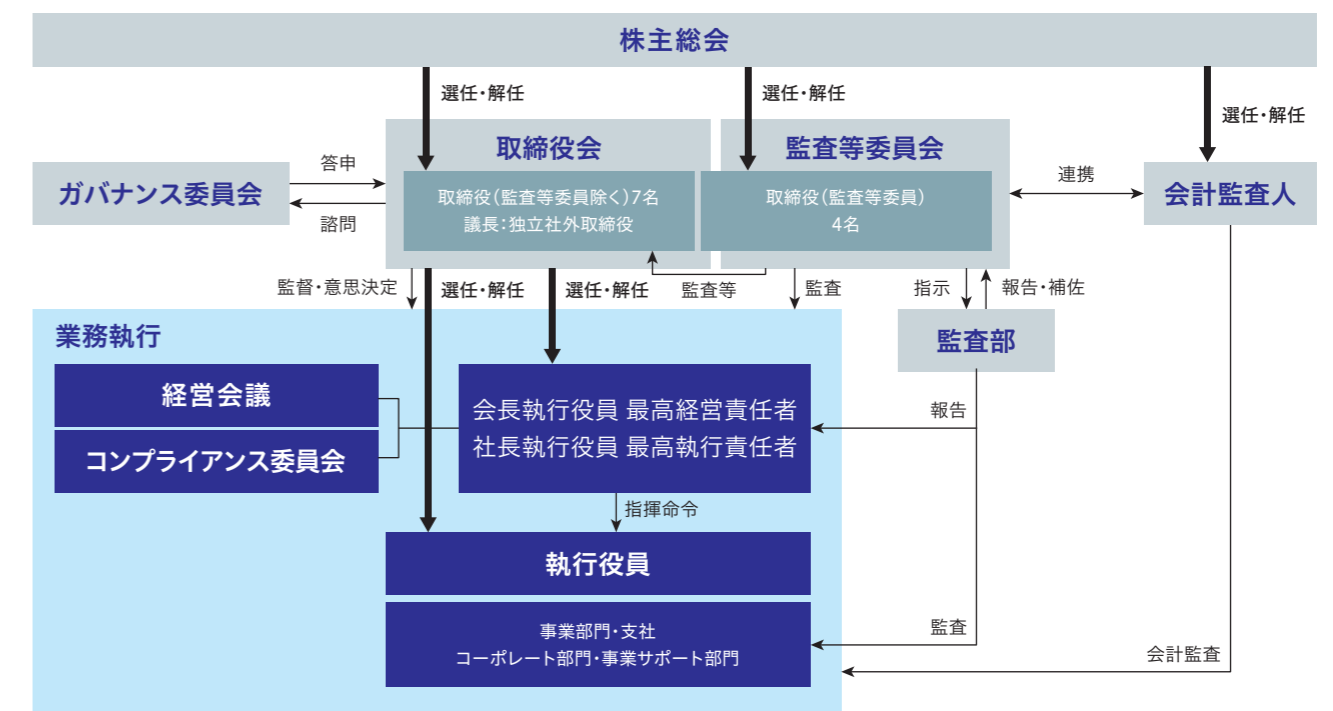 株主総会
選任・解任
選任・解任
選任・解任
取締役会
監査等委員会
ガバナンス委員会
答申
諮問
取締役（監査等委員除く）7名
議長：独立社外取締役
取締役（監査等委員）
4名
連携
会計監査人
監督・意思決定
選任・解任
選任・解任
監査等
監査
指示
報告・補佐
業務執行
監査部
経営会議
コンプライアンス委員会
会長執行役員 最高経営責任者
社長執行役員 最高執行責任者
報告
指揮命令
執行役員
事業部門・支社
コーポレート部門・事業サポート部門
監査
会計監査